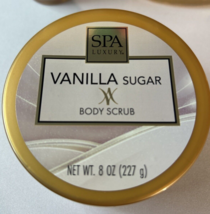 SPA
LUXURY
VANILLA SUGAR
BODY SCRUB
NET WT. 8 OZ (227 g)